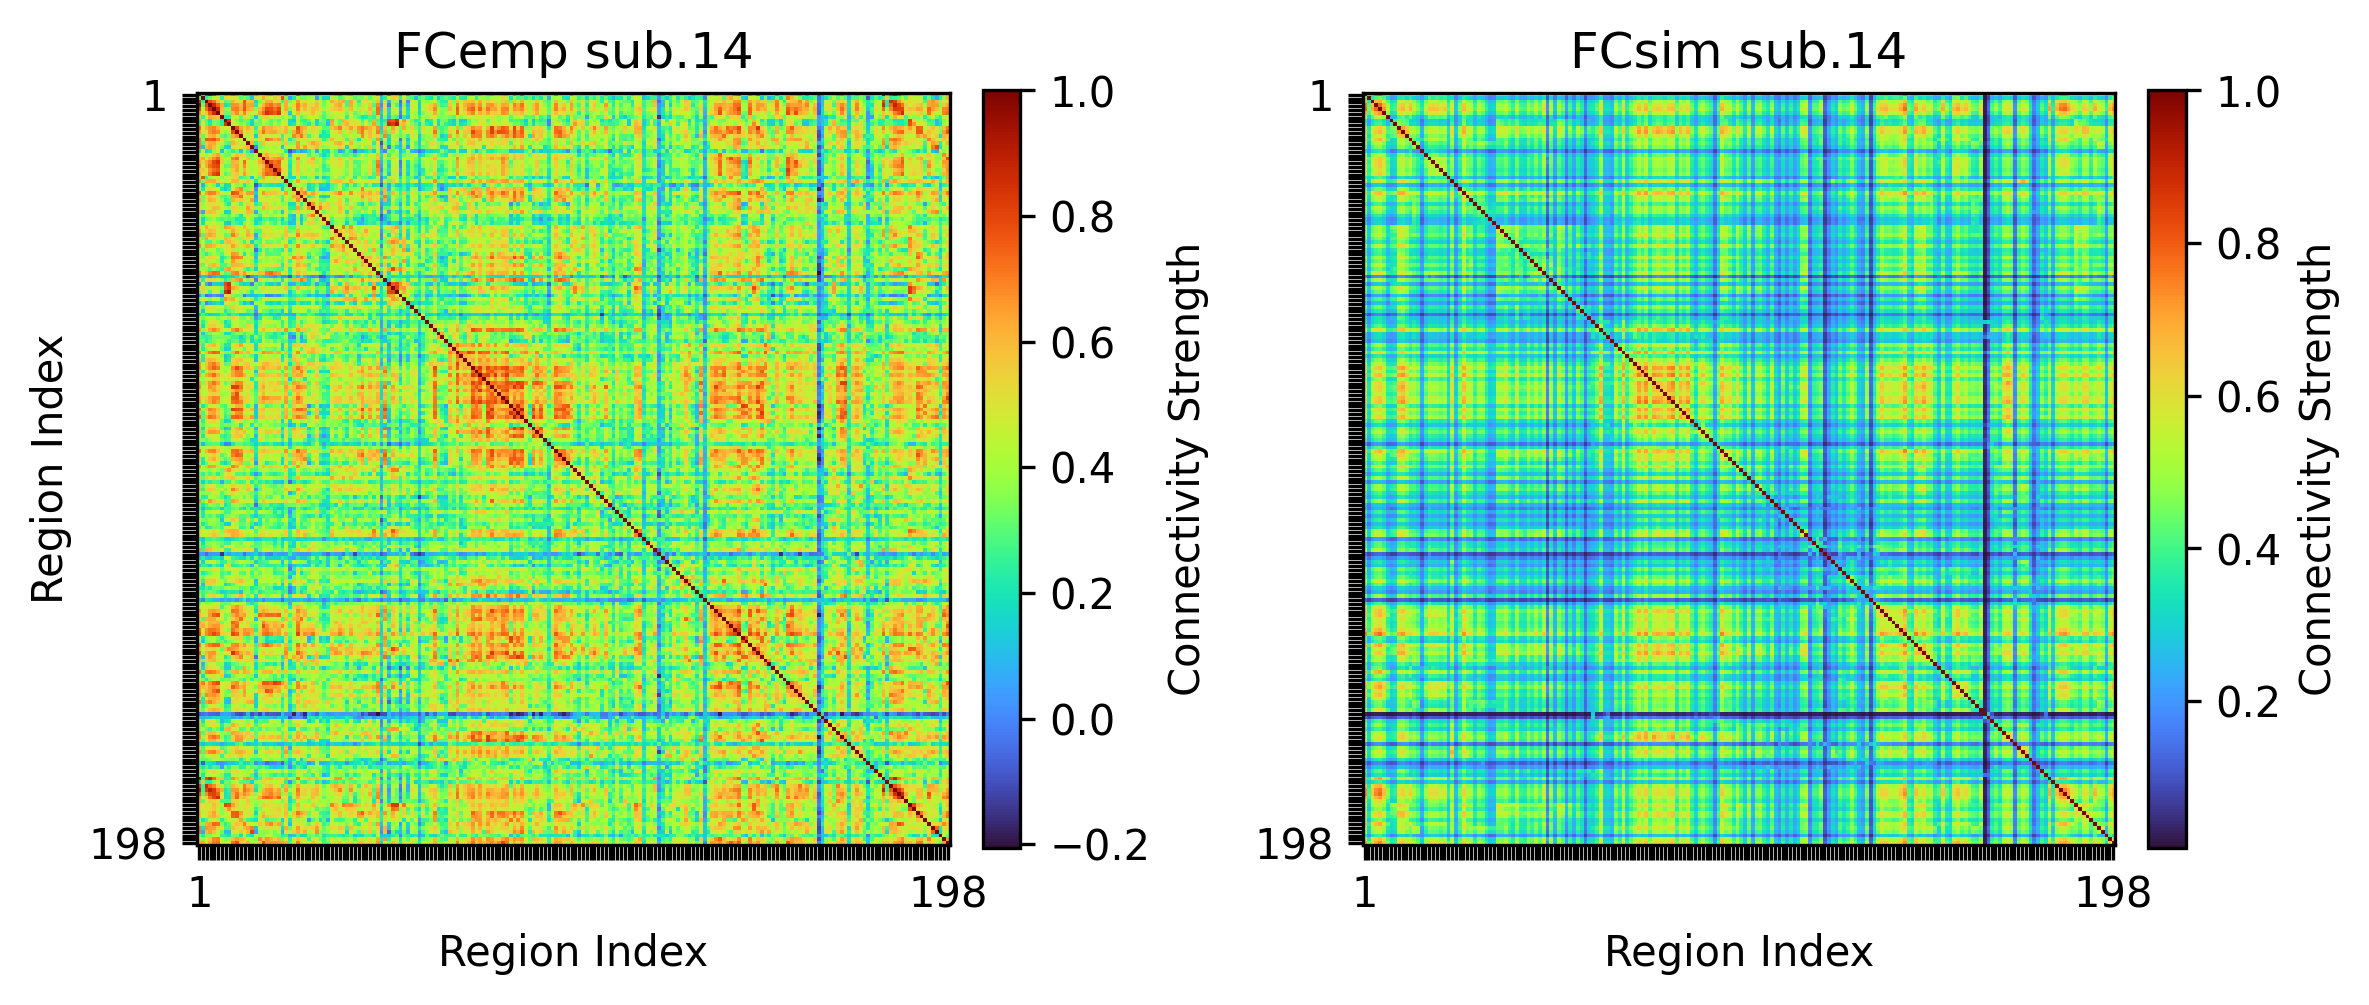 FCemp sub.14
1
198
1
198
Region Index
Region Index
1.0
0.8
0.6
0.4
0.2
0.0
−0.2
Connectivity Strength
FCsim sub.14
1
198
1
198
Region Index
1.0
0.8
0.6
0.4
0.2
Connectivity Strength